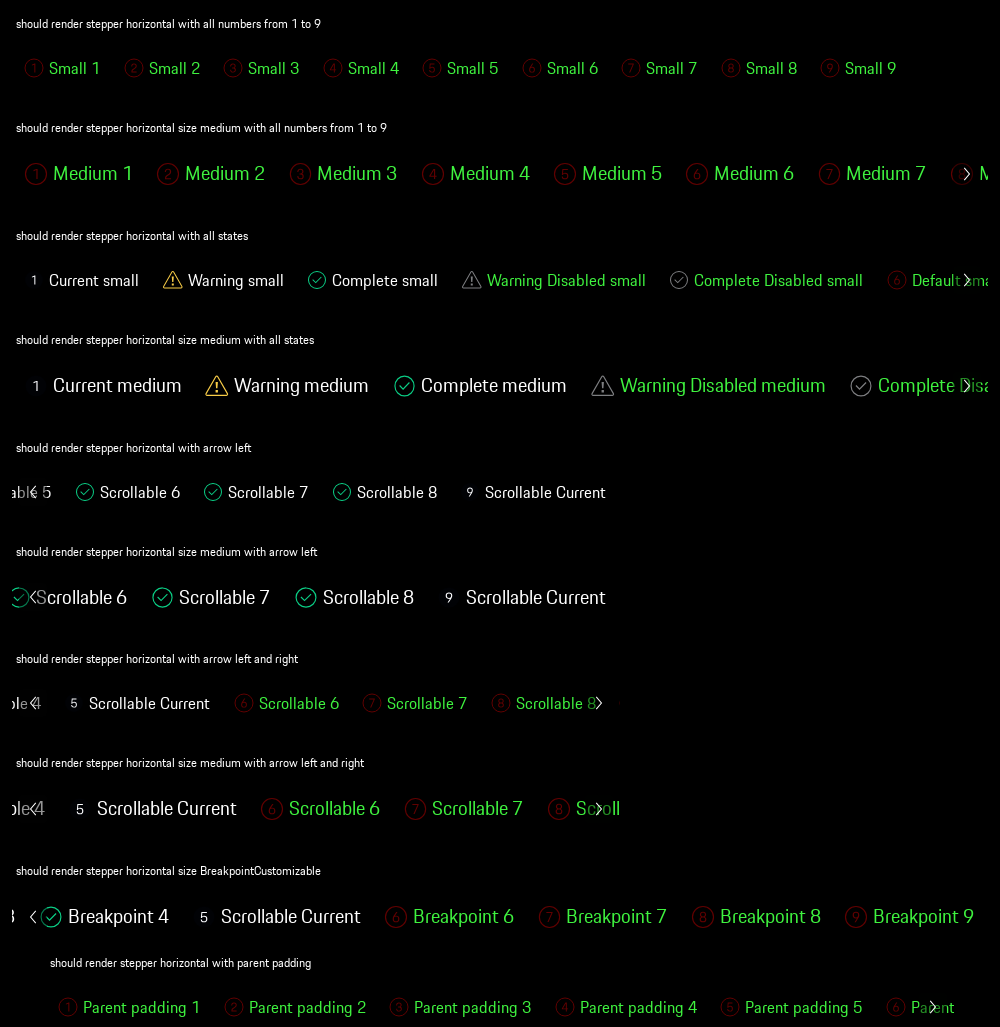 should render stepper horizontal with all numbers from 1 to 9
1 Small 1 2 Small 2 3 Small 3 4 Small 4 5 Small 5 6 Small 6 7 Small 7 8 Small 8 9 Small 9
should render stepper horizontal size medium with all numbers from 1 to 9
1 Medium 1 2 Medium 2 3 Medium 3 4 Medium 4 5 Medium 5 6 Medium 6 7 Medium 7
should render stepper horizontal with all states
1 Current small Warning small Complete small Warning Disabled small Complete Disabled small 6 Default sma
should render stepper horizontal size medium with all states
1 Current medium Warning medium Complete medium Warning Disabled medium Complete Disa
should render stepper horizontal with arrow left
able 5 Scrollable 6 Scrollable 7 Scrollable 8 9 Scrollable Current
should render stepper horizontal size medium with arrow left
Scrollable 6 Scrollable 7 Scrollable 8 9 Scrollable Current
should render stepper horizontal with arrow left and right
ole 4 5 Scrollable Current 6 Scrollable 6 7 Scrollable 7 8 Scrollable 8
should render stepper horizontal size medium with arrow left and right
ble 4 5 Scrollable Current 6 Scrollable 6 7 Scrollable 7 8 Scroll
should render stepper horizontal size BreakpointCustomizable
3 Breakpoint 4 5 Scrollable Current 6 Breakpoint 6 7 Breakpoint 7 8 Breakpoint 8 9 Breakpoint 9
should render stepper horizontal with parent padding
1 Parent padding 1 2 Parent padding 2 3 Parent padding 3 4 Parent padding 4 5 Parent padding 5 6 Parent